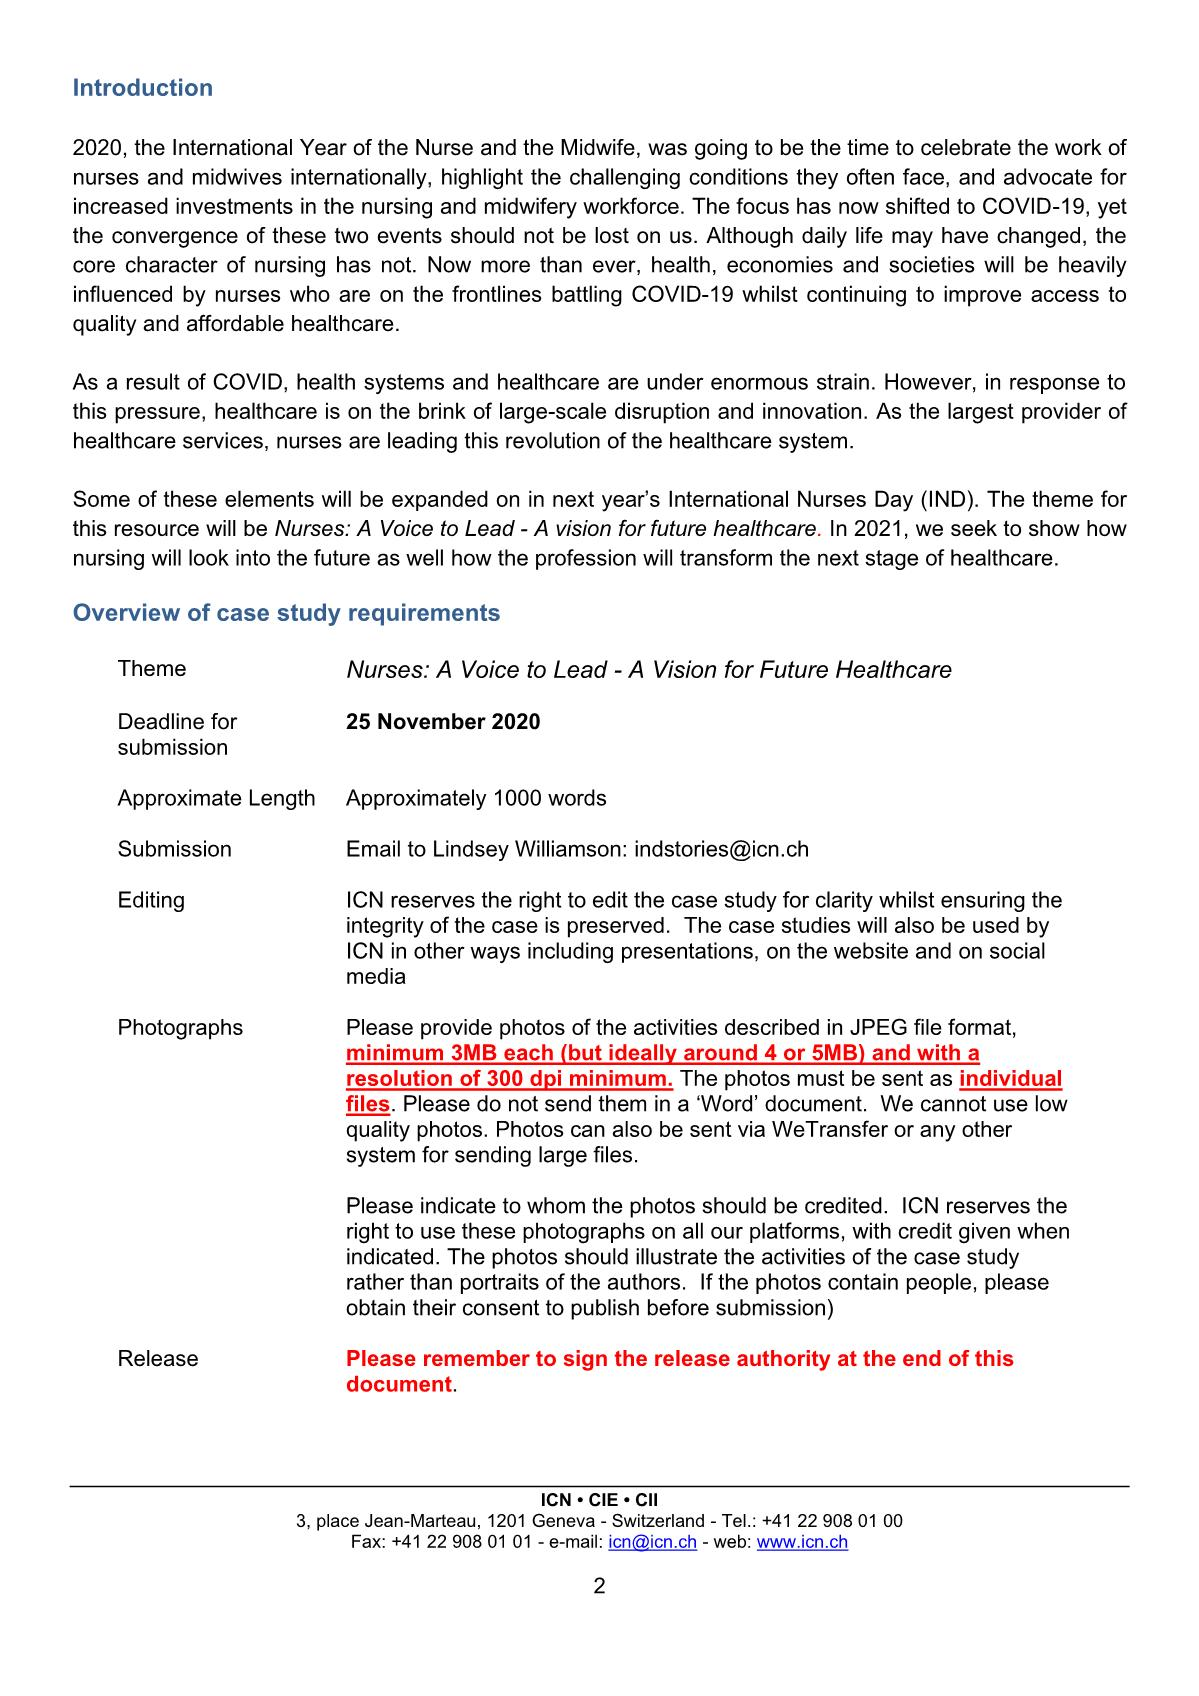 Introduction
2020, the International Year of the Nurse and the Midwife, was going to be the time to celebrate the work of
nurses and midwives internationally, highlight the challenging conditions they often face, and advocate for
increased investments in the nursing and midwifery workforce. The focus has now shifted to COVID-19, yet
the convergence of these two events should not be lost on us. Although daily life may have changed, the
core character of nursing has not. Now more than ever, health, economies and societies will be heavily
influenced by nurses who are on the frontlines battling COVID-19 whilst continuing to improve access to
quality and affordable healthcare.
As a result of COVID, health systems and healthcare are under enormous strain. However, in response to
this pressure, healthcare is on the brink of large-scale disruption and innovation. As the largest provider of
healthcare services, nurses are leading this revolution of the healthcare system.
Some of these elements will be expanded on in next year’s International Nurses Day (IND). The theme for
this resource will be Nurses: A Voice to Lead - A vision for future healthcare. In 2021, we seek to show how
nursing will look into the future as well how the profession will transform the next stage of healthcare.
Overview of case study requirements
Theme Nurses: A Voice to Lead - A Vision for Future Healthcare
Deadline for 25 November 2020
submission
Approximate Length Approximately 1000 words
Submission Email to Lindsey Williamson: indstories@icn.ch
Editing ICN reserves the right to edit the case study for clarity whilst ensuring the
integrity of the case is preserved. The case studies will also be used by
ICN in other ways including presentations, on the website and on social
media
Photographs Please provide photos of the activities described in JPEG file format,
minimum 3MB each (but ideally around 4 or 5MB) and with a
resolution of 300 dpi minimum. The photos must be sent as individual
files. Please do not send them in a ‘Word’ document. We cannot use low
quality photos. Photos can also be sent via WeTransfer or any other
system for sending large files.
Please indicate to whom the photos should be credited. ICN reserves the
right to use these photographs on all our platforms, with credit given when
indicated. The photos should illustrate the activities of the case study
rather than portraits of the authors. If the photos contain people, please
obtain their consent to publish before submission)
Release Please remember to sign the release authority at the end of this
document.
ICN • CIE • CII
3, place Jean-Marteau, 1201 Geneva - Switzerland - Tel.: +41 22 908 01 00
Fax: +41 22 908 01 01 - e-mail: icn@icn.ch - web: www.icn.ch
2